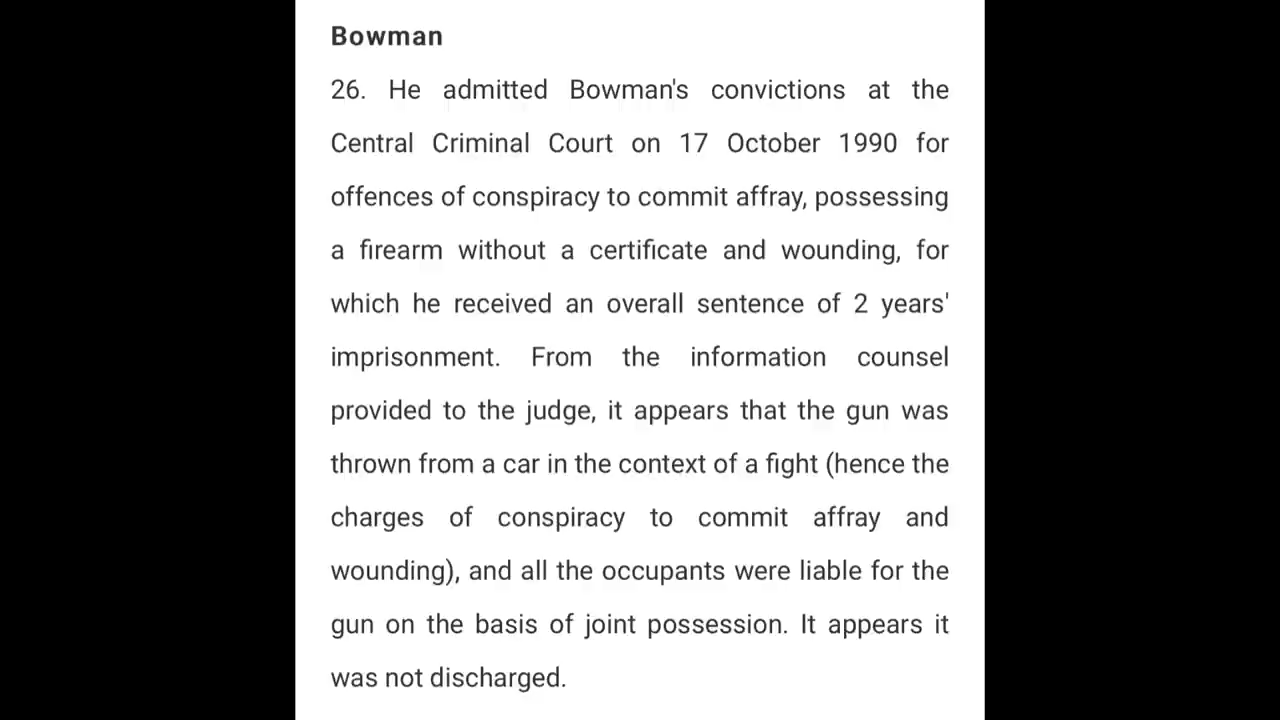 Bowman
26. He admitted Bowman's convictions at the
Central Criminal Court on 17 October 1990 for
offences of conspiracy to commit affray, possessing
a firearm without a certificate and wounding, for
which he received an overall sentence of 2 years'
imprisonment. From the information counsel
provided to the judge, it appears that the gun was
thrown from a car in the context of a fight (hence the
charges of conspiracy to commit affray and
wounding), and all the occupants were liable for the
gun on the basis of joint possession. It appears it
was not discharged.